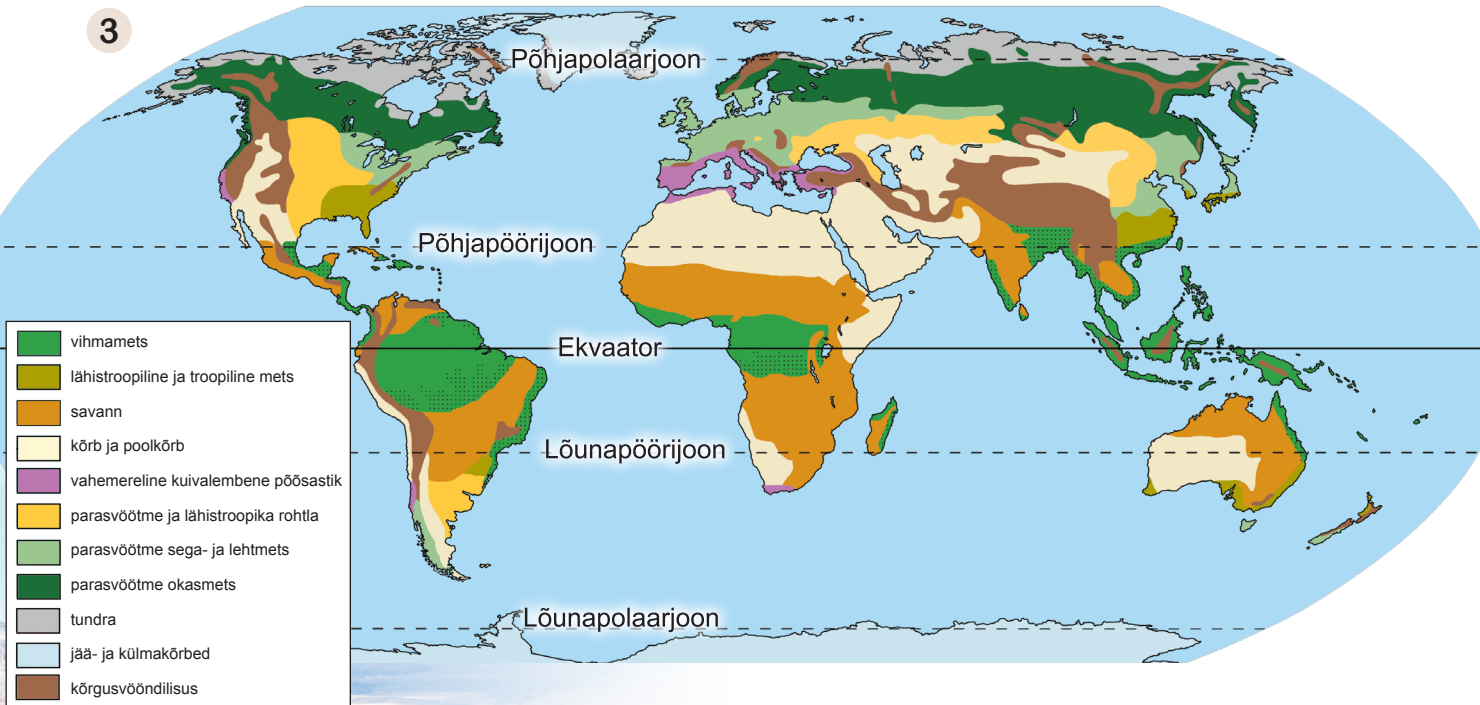 3
Põhjapolaarjoon
Põhjapöörijoon
Ekvaator
Lõunapöörijoon
Lõunapolaarjoon
vihmamets
lähistroopiline ja troopiline mets
savann
kõrb ja poolkõrb
vahemereline kuivalembene põõsastik
parasvöötme ja lähistroopika rohtla
parasvöötme sega- ja lehtmets
parasvöötme okasmets
tundra
jää- ja külmakõrbed
kõrgusvööndilisus